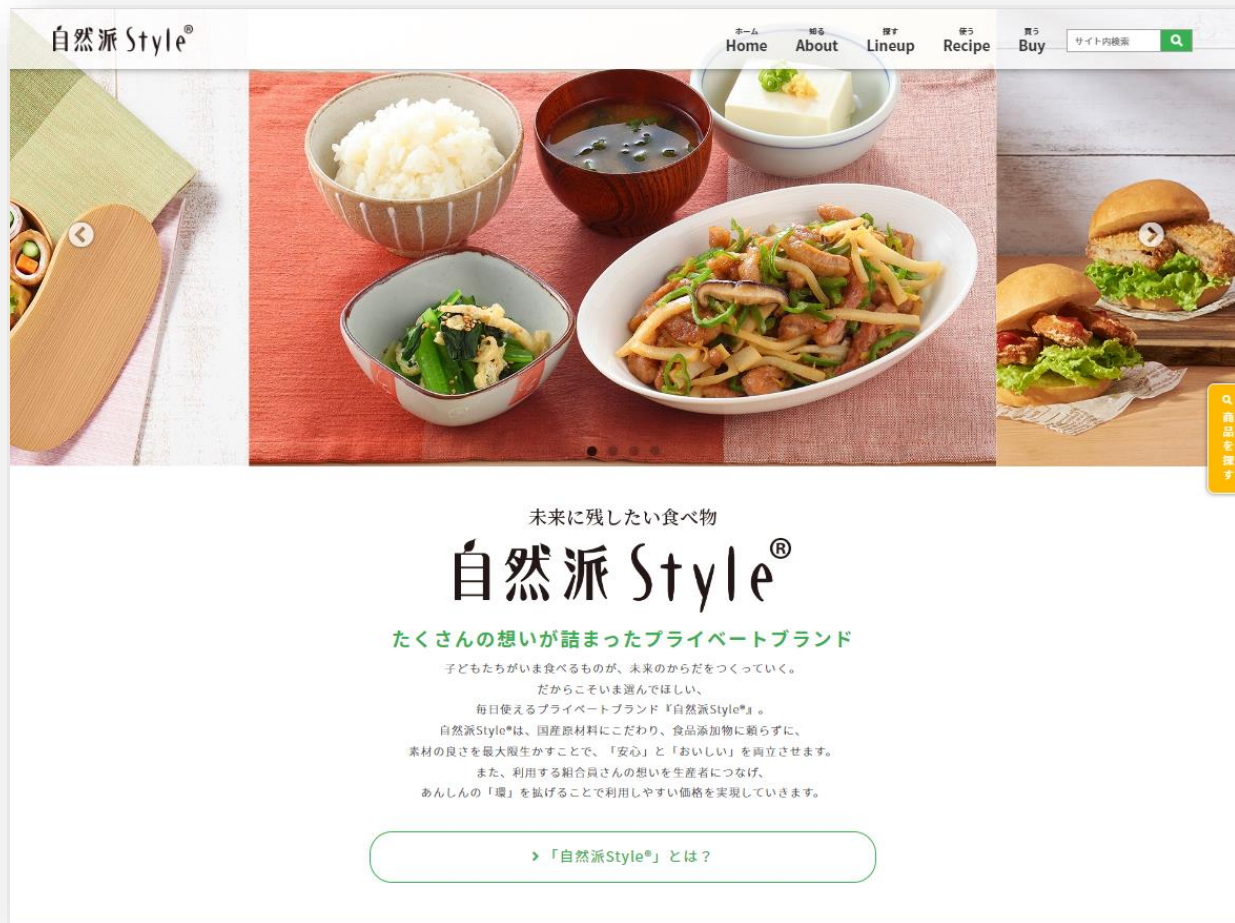 自然派 Style®
ホーム
Home
知る
About
探す
Lineup
使う
Recipe
買う
Buy
サイト内検索
商品を探す
未来に残したい食べ物
自然派 Style®
たくさんの想いが詰まったプライベートブランド
子どもたちがいま食べるものが、未来のからだをつくっていく。
だからこそいま選んでほしい、
毎日使えるプライベートブランド『自然派Style®』。
自然派Style®は、国産原材料にこだわり、食品添加物に頼らずに、
素材の良さを最大限生かすことで、「安心」と「おいしい」を両立させます。
また、利用する組合員さんの想いを生産者につなげ、
あんしんの「環」を拡げることで利用しやすい価格を実現していきます。
「自然派Style®」とは？